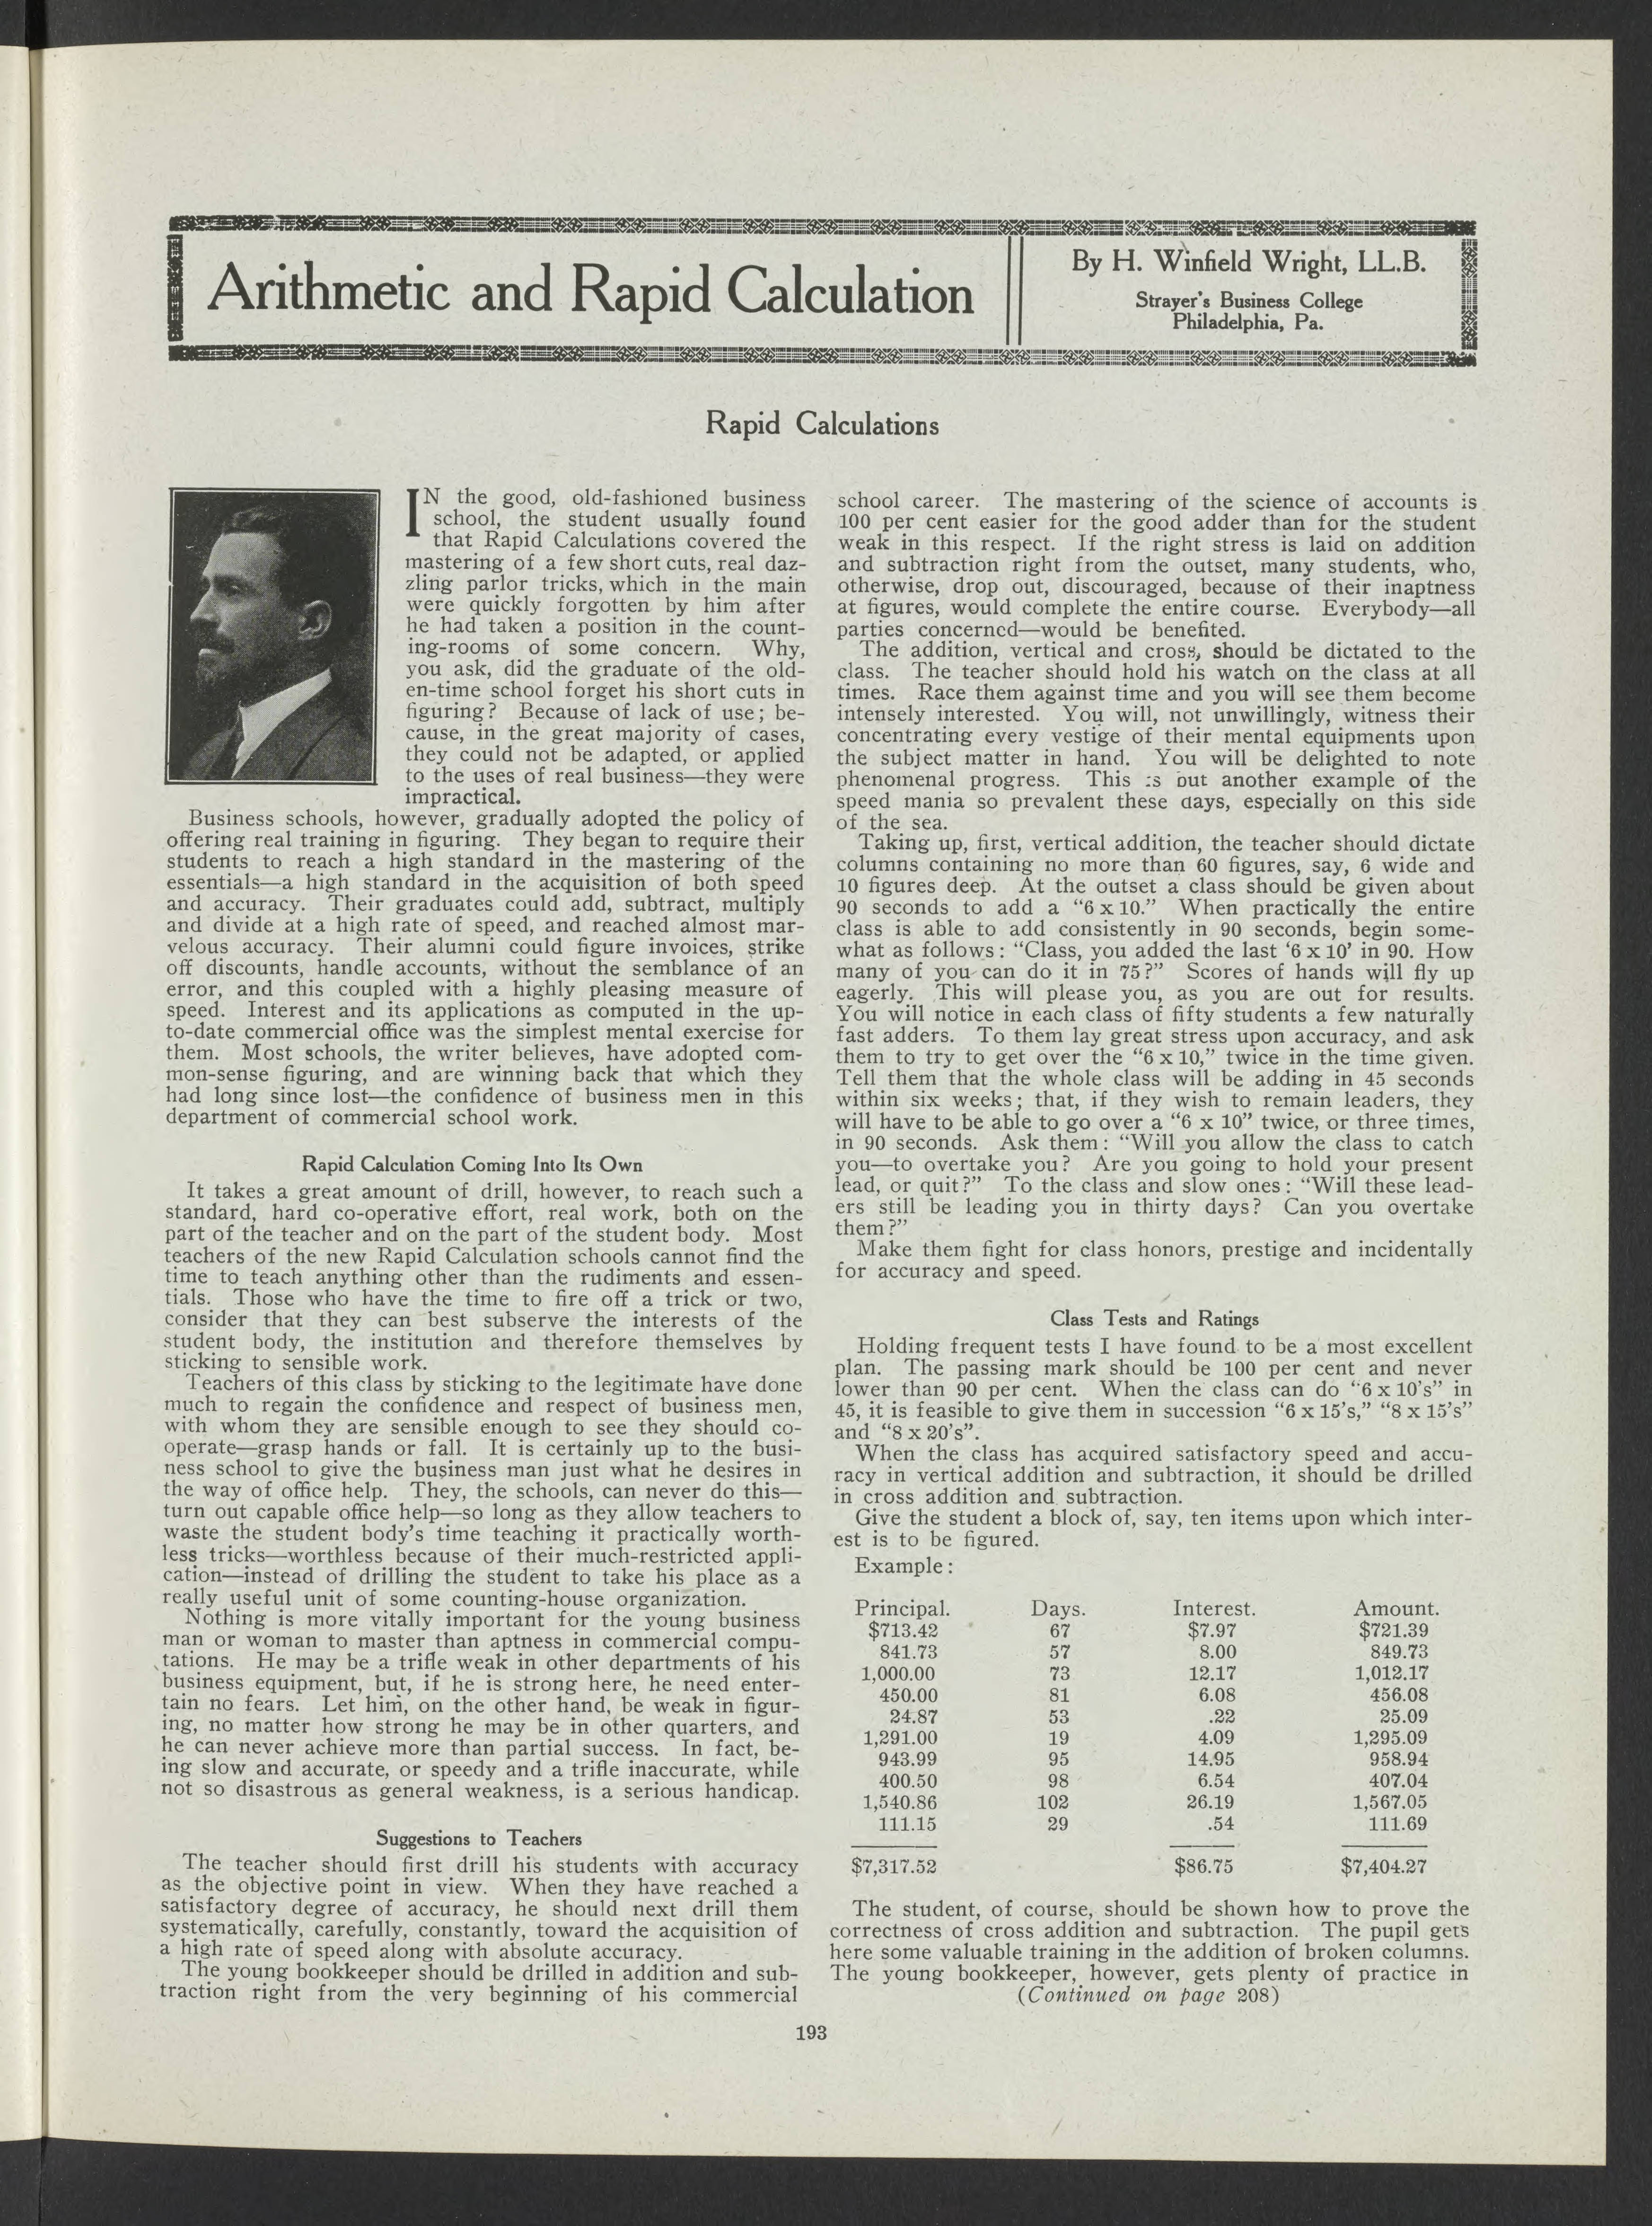 Arithmetic and Rapid Calculation
By H. Winfield Wright, LL.B.
Strayer's Business College
Philadelphia, Pa.
Rapid Calculations
IN the good, old-fashioned business
school, the student usually found
that Rapid Calculations covered the
mastering of a few short cuts, real daz-
zling parlor tricks, which in the main
were quickly forgotten by him after
he had taken a position in the count-
ing-rooms of some concern. Why,
you ask, did the graduate of the old-
en-time school forget his short cuts in
figuring? Because of lack of use; be-
cause, in the great majority of cases,
they could not be adapted, or applied
to the uses of real business—they were
impractical.
Business schools, however, gradually adopted the policy of
offering real training in figuring. They began to require their
students to reach a high standard in the mastering of the
essentials—a high standard in the acquisition of both speed
and accuracy. Their graduates could add, subtract, multiply
and divide at a high rate of speed, and reached almost mar-
velous accuracy. Their alumni could figure invoices, strike
off discounts, handle accounts, without the semblance of an
error, and this coupled with a highly pleasing measure of
speed. Interest and its applications as computed in the up-
to-date commercial office was the simplest mental exercise for
them. Most schools, the writer believes, have adopted com-
mon-sense figuring, and are winning back that which they
had long since lost—the confidence of business men in this
department of commercial school work.
Rapid Calculation Coming Into Its Own
It takes a great amount of drill, however, to reach such a
standard, hard co-operative effort, real work, both on the
part of the teacher and on the part of the student body. Most
teachers of the new Rapid Calculation schools cannot find the
time to teach anything other than the rudiments and essen-
tials. Those who have the time to fire off a trick or two,
consider that they can best subserve the interests of the
student body, the institution and therefore themselves by
sticking to sensible work.
Teachers of this class by sticking to the legitimate have done
much to regain the confidence and respect of business men,
with whom they are sensible enough to see they should co-
operate—grasp hands or fall. It is certainly up to the busi-
ness school to give the business man just what he desires in
the way of office help. They, the schools, can never do this—
turn out capable office help—so long as they allow teachers to
waste the student body's time teaching it practically worth-
less tricks—worthless because of their much-restricted appli-
cation—instead of drilling the student to take his place as a
really useful unit of some counting-house organization.
Nothing is more vitally important for the young business
man or woman to master than aptness in commercial compu-
tations. He may be a trifle weak in other departments of his
business equipment, but, if he is strong here, he need enter-
tain no fears. Let him, on the other hand, be weak in figur-
ing, no matter how strong he may be in other quarters, and
he can never achieve more than partial success. In fact, be-
ing slow and accurate, or speedy and a trifle inaccurate, while
not so disastrous as general weakness, is a serious handicap.
Suggestions to Teachers
The teacher should first drill his students with accuracy
as the objective point in view. When they have reached a
satisfactory degree of accuracy, he should next drill them
systematically, carefully, constantly, toward the acquisition of
a high rate of speed along with absolute accuracy.
The young bookkeeper should be drilled in addition and sub-
traction right from the very beginning of his commercial
school career. The mastering of the science of accounts is
100 per cent easier for the good adder than for the student
weak in this respect. If the right stress is laid on addition
and subtraction right from the outset, many students, who,
otherwise, drop out, discouraged, because of their inaptness
at figures, would complete the entire course. Everybody—all
parties concerned—would be benefited.
The addition, vertical and cross, should be dictated to the
class. The teacher should hold his watch on the class at all
times. Race them against time and you will see them become
intensely interested. You will, not unwillingly, witness their
concentrating every vestige of their mental equipments upon
the subject matter in hand. You will be delighted to note
phenomenal progress. This is but another example of the
speed mania so prevalent these days, especially on this side
of the sea.
Taking up, first, vertical addition, the teacher should dictate
columns containing no more than 60 figures, say, 6 wide and
10 figures deep. At the outset a class should be given about
90 seconds to add a “6 x 10.” When practically the entire
class is able to add consistently in 90 seconds, begin some-
what as follows: “Class, you added the last ‘6 x 10’ in 90. How
many of you can do it in 75?” Scores of hands will fly up
eagerly. This will please you, as you are out for results.
You will notice in each class of fifty students a few naturally
fast adders. To them lay great stress upon accuracy, and ask
them to try to get over the “6 x 10,” twice in the time given.
Tell them that the whole class will be adding in 45 seconds
within six weeks; that, if they wish to remain leaders, they
will have to be able to go over a “6 x 10” twice, or three times,
in 90 seconds. Ask them: “Will you allow the class to catch
you—to overtake you? Are you going to hold your present
lead, or quit?” To the class and slow ones: “Will these lead-
ers still be leading you in thirty days? Can you overtake
them?”
Make them fight for class honors, prestige and incidentally
for accuracy and speed.
Class Tests and Ratings
Holding frequent tests I have found to be a most excellent
plan. The passing mark should be 100 per cent and never
lower than 90 per cent. When the class can do “6 x 10's” in
45, it is feasible to give them in succession “6 x 15's,” “8 x 15's”
and “8 x 20's”.
When the class has acquired satisfactory speed and accu-
racy in vertical addition and subtraction, it should be drilled
in cross addition and subtraction.
Give the student a block of, say, ten items upon which inter-
est is to be figured.
Example:
Principal. Days. Interest. Amount.
$713.42 67 $7.97 $721.39
841.73 57 8.00 849.73
1,000.00 73 12.17 1,012.17
450.00 81 6.08 456.08
24.87 53 .22 25.09
1,291.00 19 4.09 1,295.09
943.99 95 14.95 958.94
400.50 98 6.54 407.04
1,540.86 102 26.19 1,567.05
111.15 29 .54 111.69
$7,317.52 $86.75 $7,404.27
The student, of course, should be shown how to prove the
correctness of cross addition and subtraction. The pupil gets
here some valuable training in the addition of broken columns.
The young bookkeeper, however, gets plenty of practice in
(Continued on page 208)
193